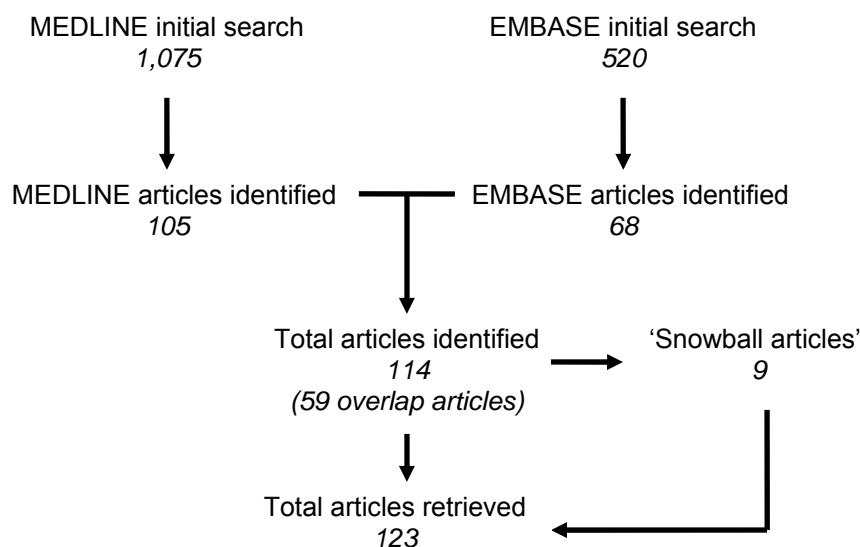 MEDLINE initial search
1,075
EMBASE initial search
520
MEDLINE articles identified
105
EMBASE articles identified
68
Total articles identified
114
(59 overlap articles)
‘Snowball articles’
9
Total articles retrieved
123